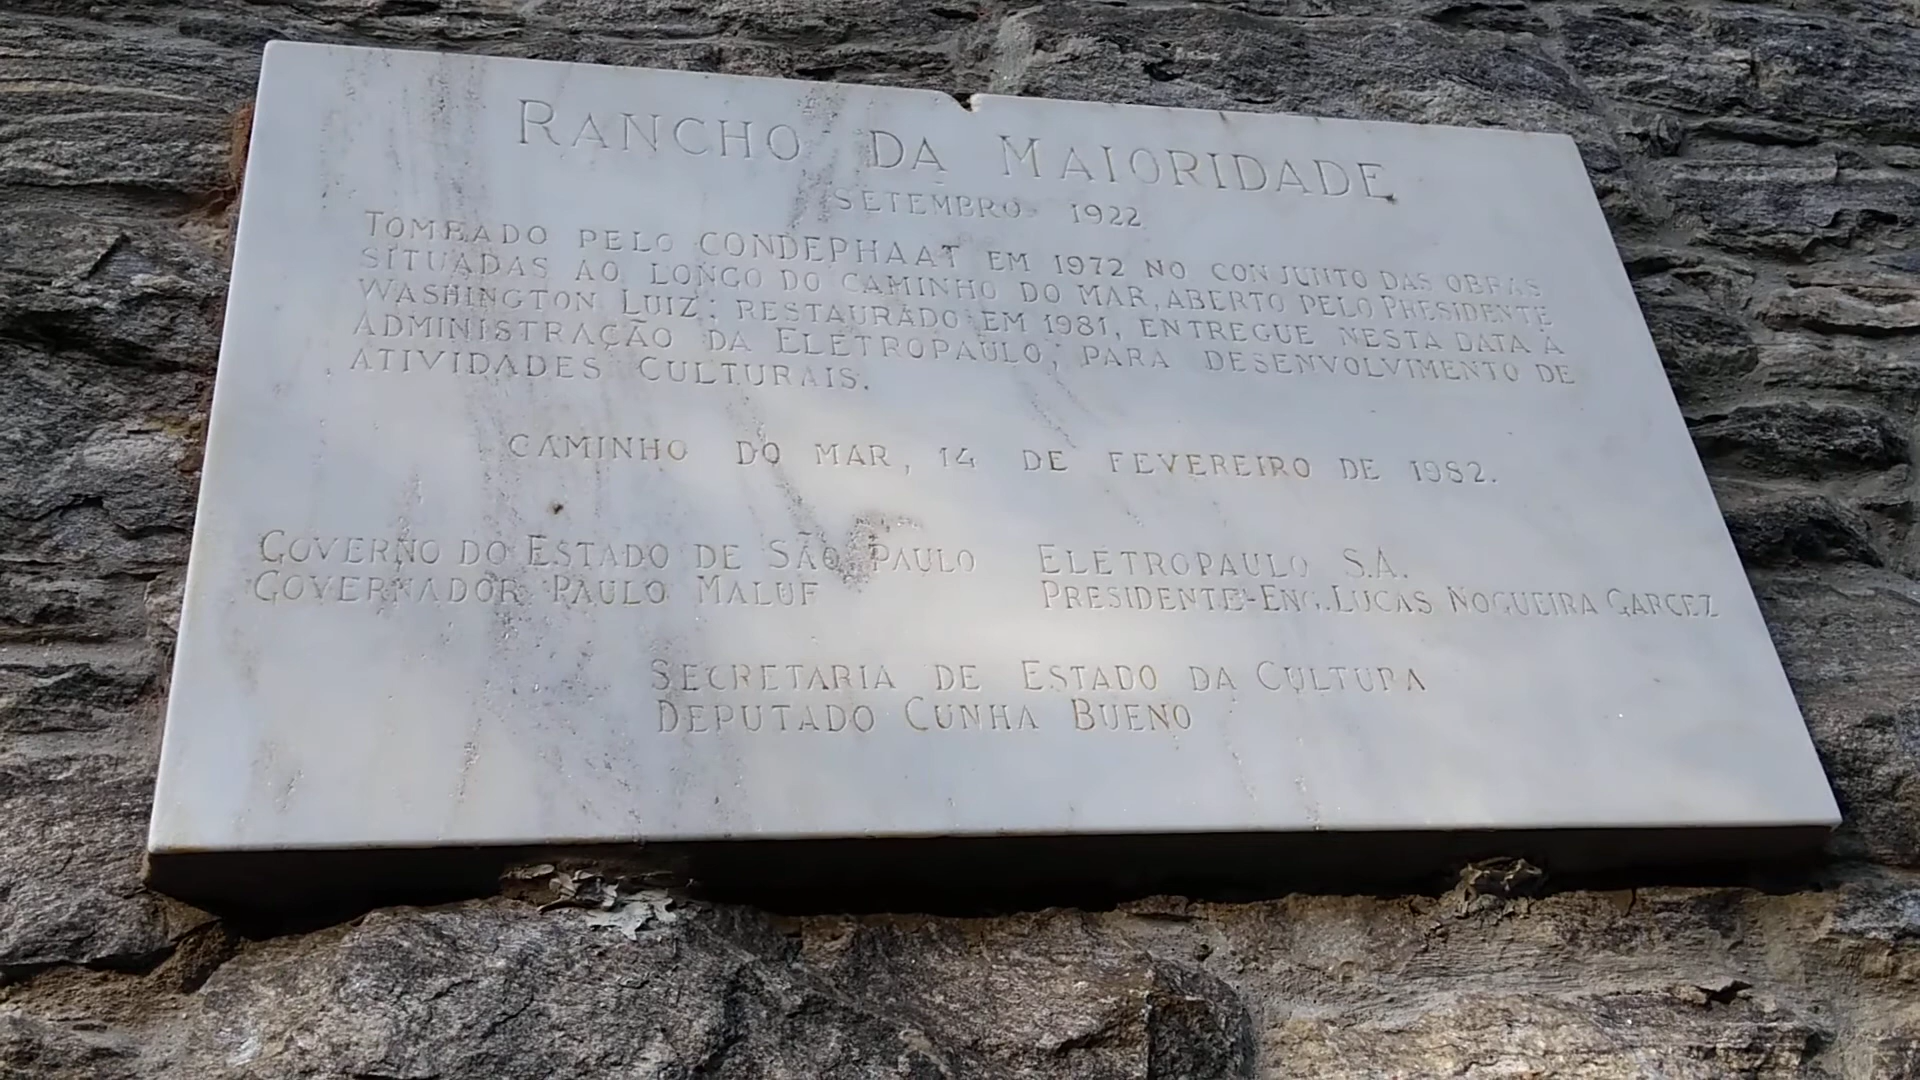 RANCHO DA MAIORIDADE
SETEMBRO 1922
TOMBADO PELO CONDEPHAAT EM 1972 NO CONJUNTO DAS OBRAS
SITUADAS AO LONGO DO CAMINHO DO MAR, ABERTO PELO PRESIDENTE
WASHINGTON LUIZ; RESTAURADO EM 1981, ENTREGUE NESTA DATA À
ADMINISTRAÇÃO DA ELETROPAULO, PARA DESENVOLVIMENTO DE
ATIVIDADES CULTURAIS.
CAMINHO DO MAR, 14 DE FEVEREIRO DE 1982.
GOVERNO DO ESTADO DE SÃO PAULO
GOVERNADOR PAULO MALUF
ELETROPAULO S.A.
PRESIDENTE-ENG. LUCAS NOGUEIRA GARCEZ
SECRETARIA DE ESTADO DA CULTURA
DEPUTADO CUNHA BUENO